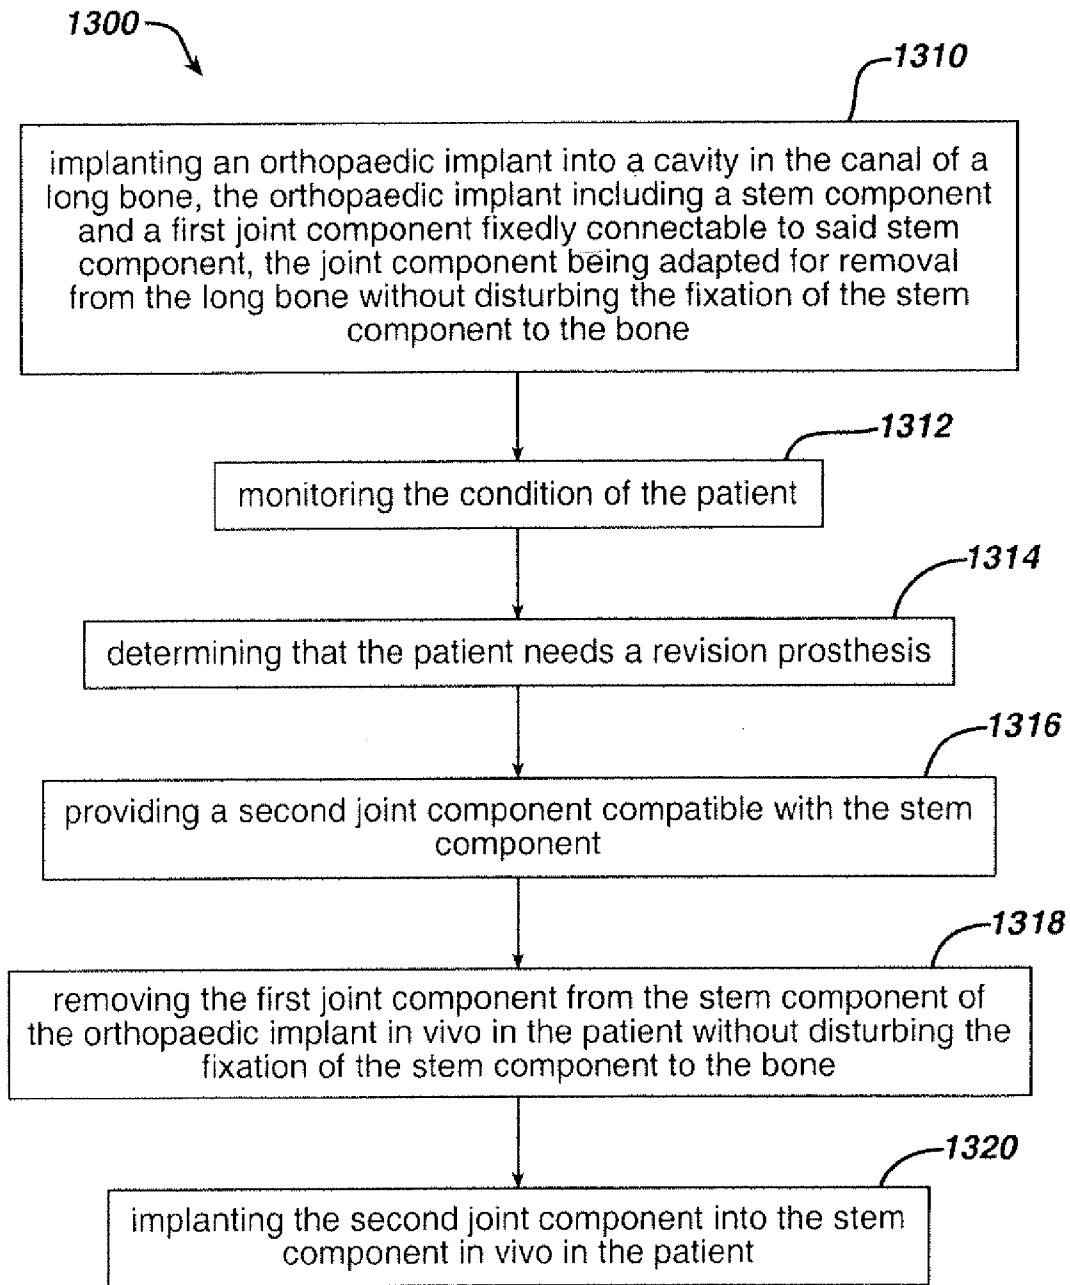 1300
1310
implanting an orthopaedic implant into a cavity in the canal of a
long bone, the orthopaedic implant including a stem component
and a first joint component fixedly connectable to said stem
component, the joint component being adapted for removal
from the long bone without disturbing the fixation of the stem
component to the bone
1312
monitoring the condition of the patient
1314
determining that the patient needs a revision prosthesis
1316
providing a second joint component compatible with the stem
component
1318
removing the first joint component from the stem component of
the orthopaedic implant in vivo in the patient without disturbing the
fixation of the stem component to the bone
1320
implanting the second joint component into the stem
component in vivo in the patient